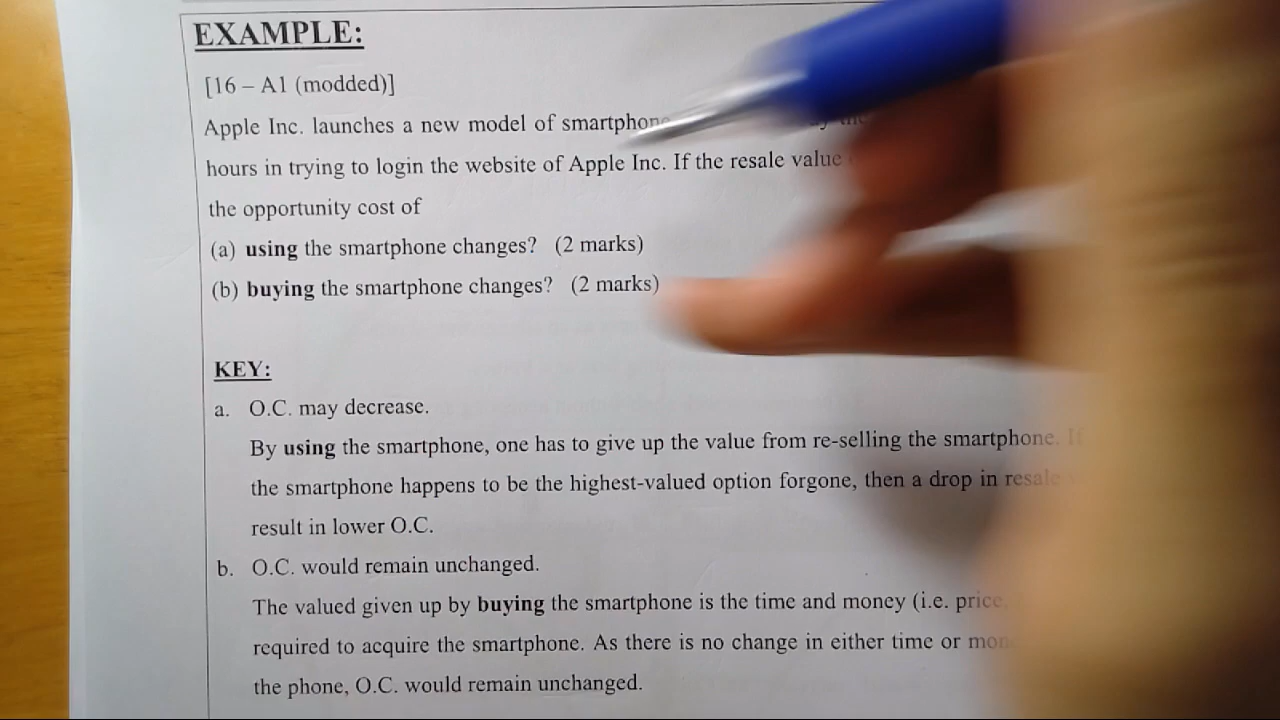 EXAMPLE:
[16 – A1 (modded)]
Apple Inc. launches a new model of smartphone
hours in trying to login the website of Apple Inc. If the resale value
the opportunity cost of
(a) using the smartphone changes? (2 marks)
(b) buying the smartphone changes? (2 marks)
KEY:
a. O.C. may decrease.
By using the smartphone, one has to give up the value from re-selling the smartphone. If
the smartphone happens to be the highest-valued option forgone, then a drop in resale
result in lower O.C.
b. O.C. would remain unchanged.
The valued given up by buying the smartphone is the time and money (i.e. price
required to acquire the smartphone. As there is no change in either time or
the phone, O.C. would remain unchanged.